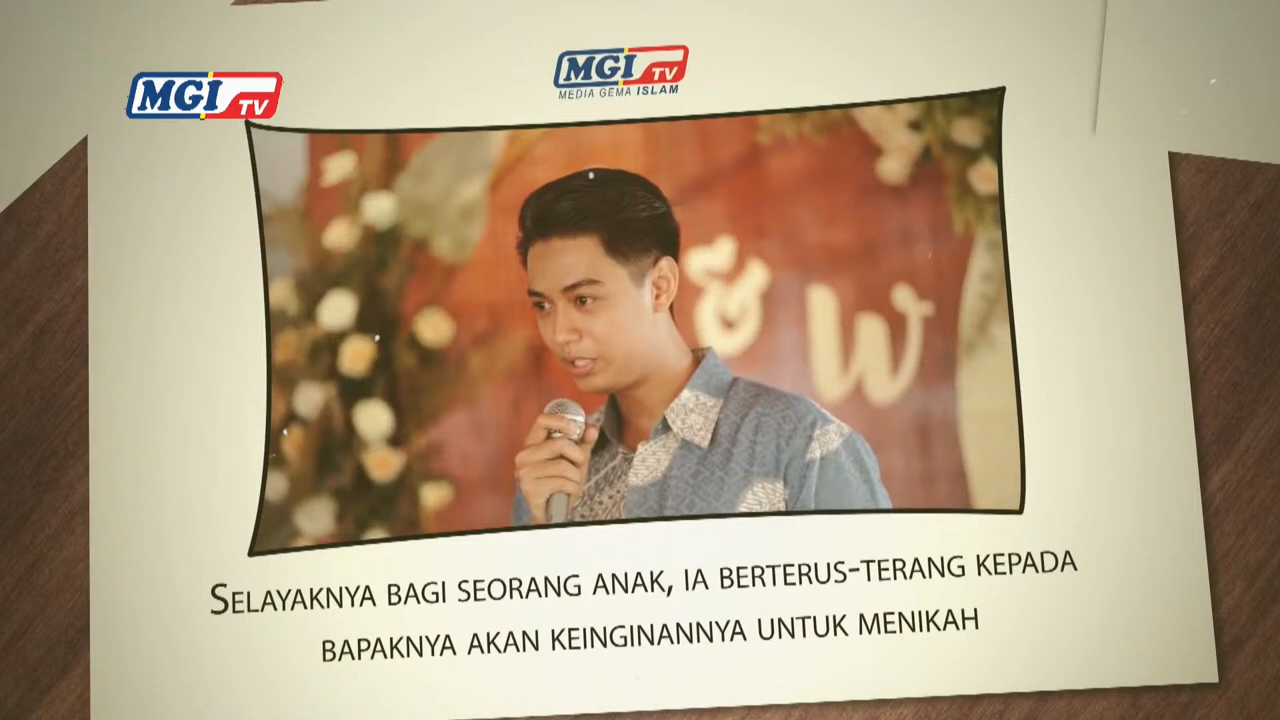 MGI TV
MGI TV
MEDIA GEMA ISLAM
& W
SELAYAKNYA BAGI SEORANG ANAK, IA BERTERUS-TERANG KEPADA
BAPAKNYA AKAN KEINGINANNYA UNTUK MENIKAH